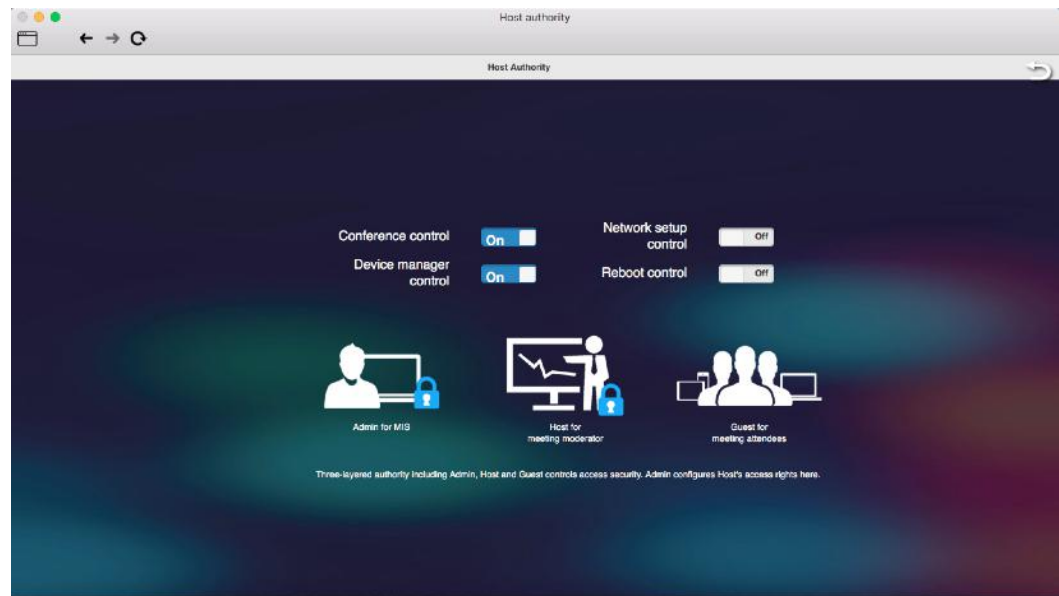 Host authority
Host Authority
Conference control
On
Network setup
control
Off
Device manager
control
On
Reboot control
Off
Admin for MIS
Host for
meeting moderator
Guest for
meeting attendees
Three-layered authority including Admin, Host and Guest controls access security. Admin configures Host's access rights here.